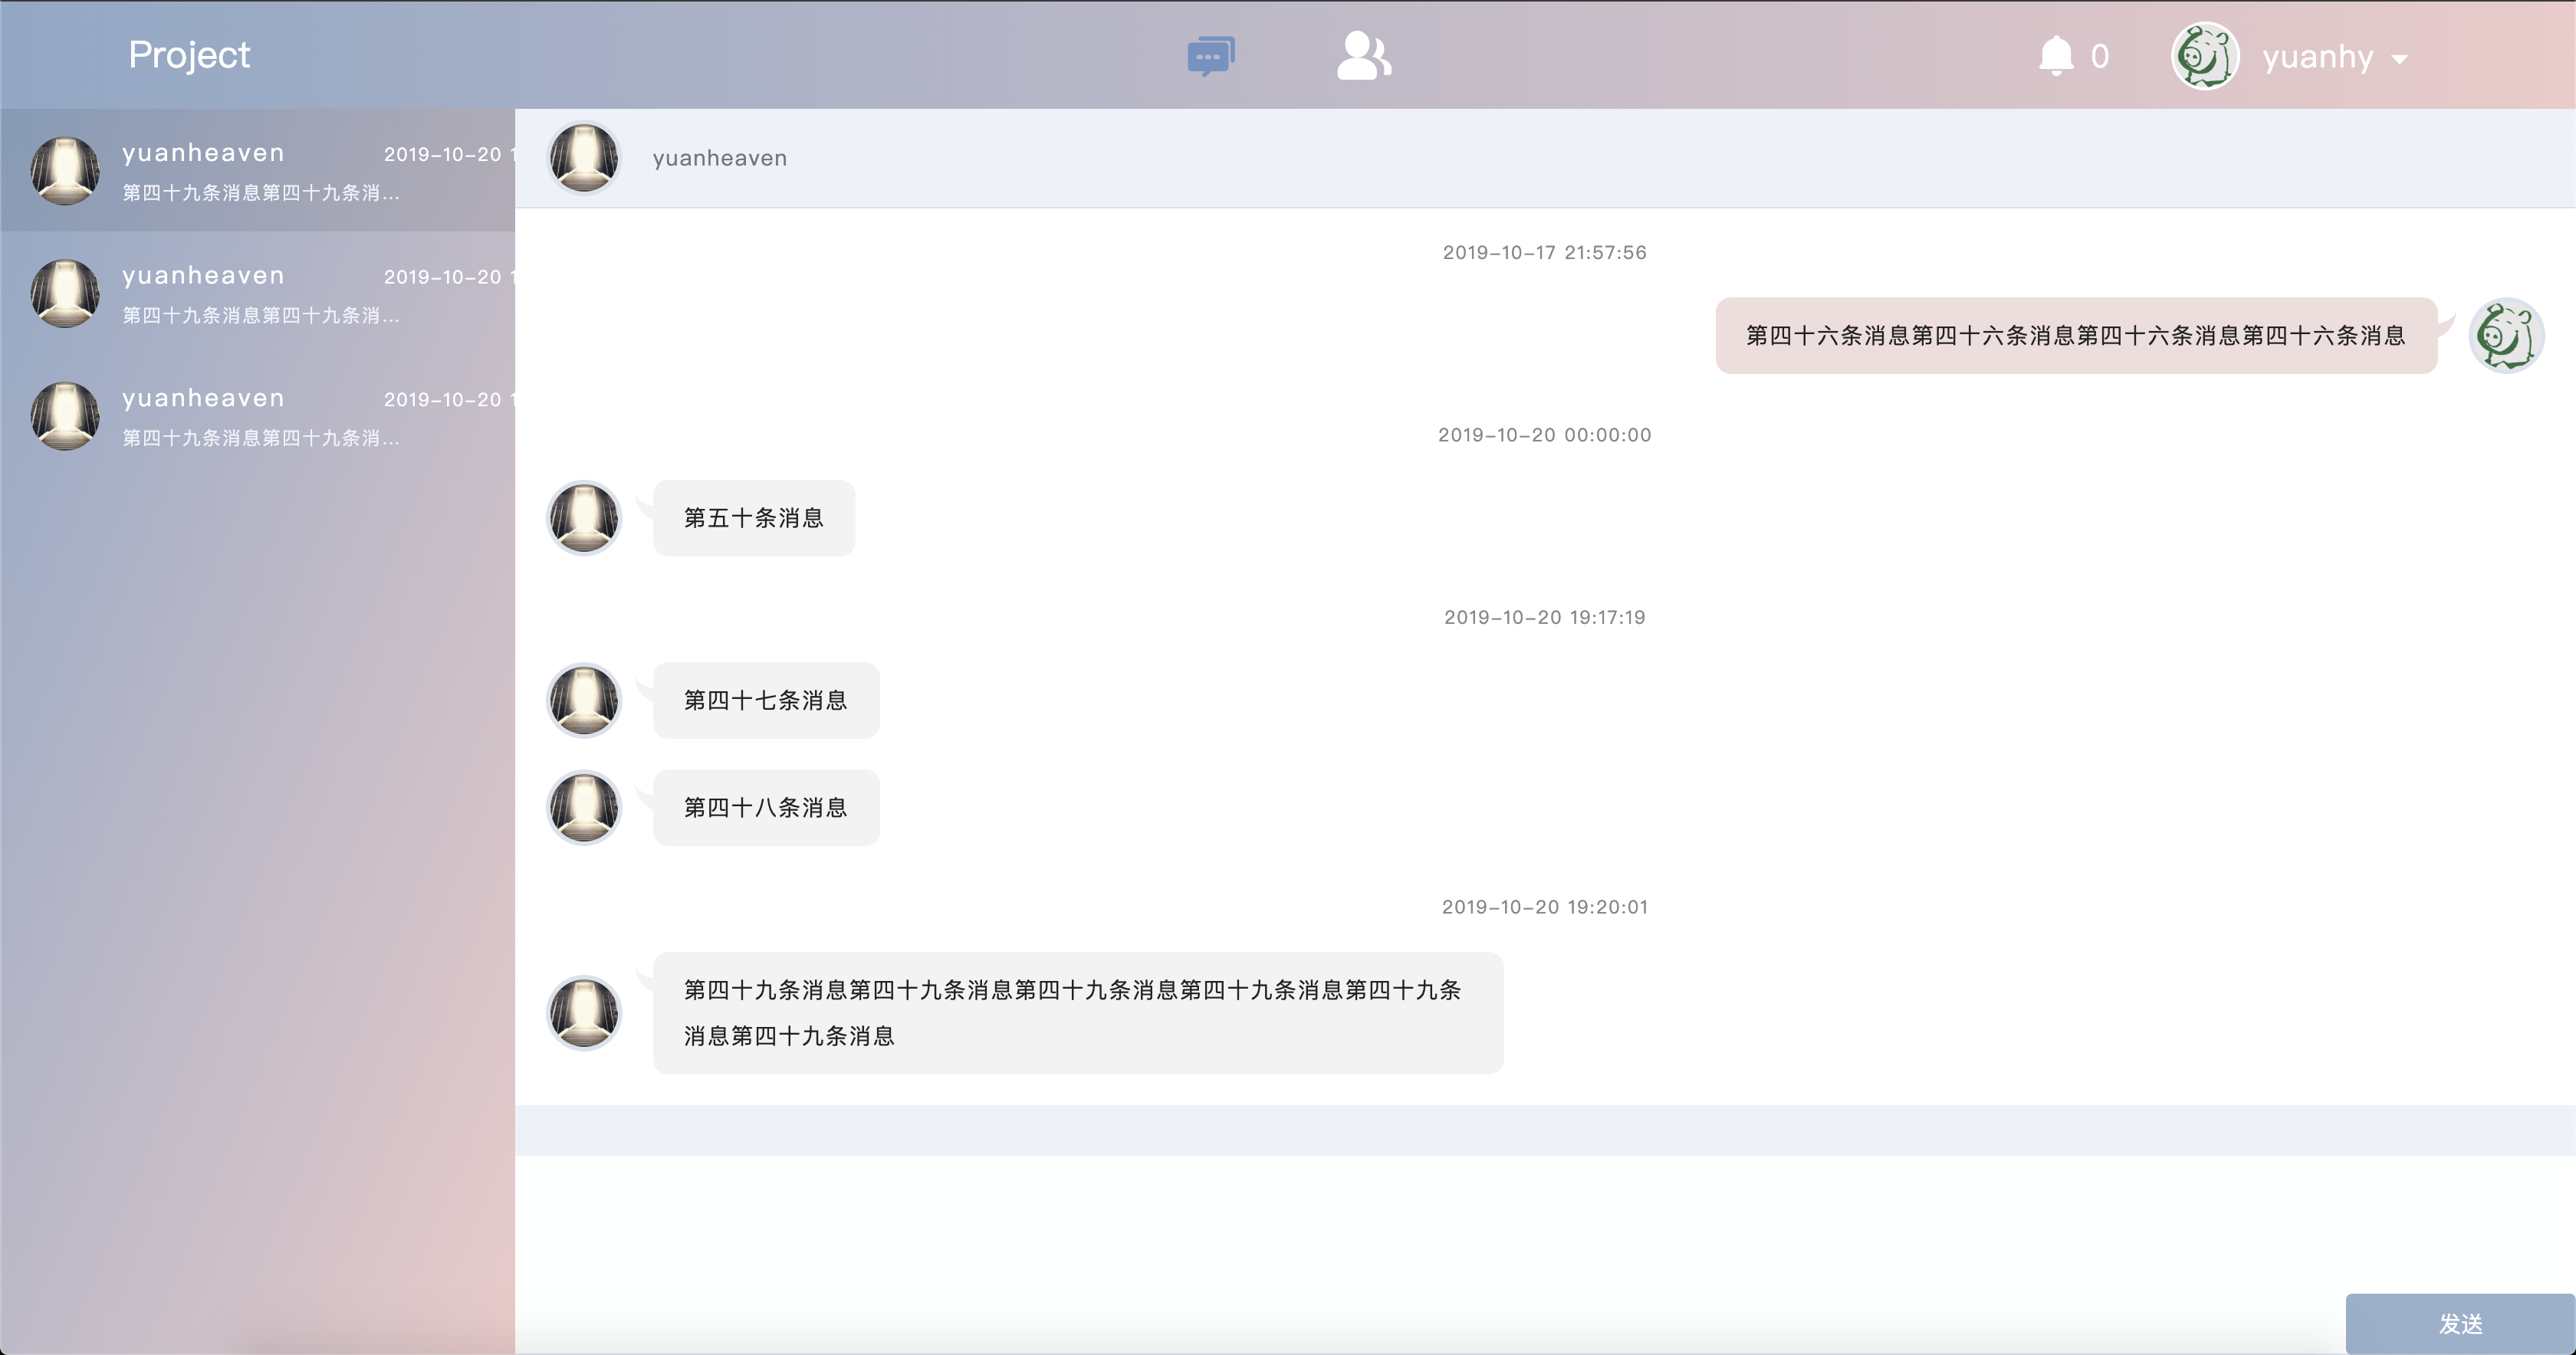 Project
0
yuanhy
yuanheaven 2019-10-20 1
第四十九条消息第四十九条消...
yuanheaven 2019-10-20 1
第四十九条消息第四十九条消...
yuanheaven 2019-10-20 1
第四十九条消息第四十九条消...
yuanheaven
2019-10-17 21:57:56
第四十六条消息第四十六条消息第四十六条消息第四十六条消息
2019-10-20 00:00:00
第五十条消息
2019-10-20 19:17:19
第四十七条消息
第四十八条消息
2019-10-20 19:20:01
第四十九条消息第四十九条消息第四十九条消息第四十九条消息第四十九条
消息第四十九条消息
发送